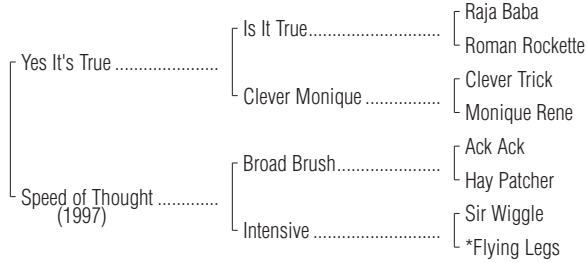 Raja Baba
Is It True
Roman Rockette
Yes It's True
Clever Trick
Clever Monique
Monique Rene
Ack Ack
Broad Brush
Hay Patcher
Speed of Thought
(1997)
Sir Wiggle
Intensive
*Flying Legs